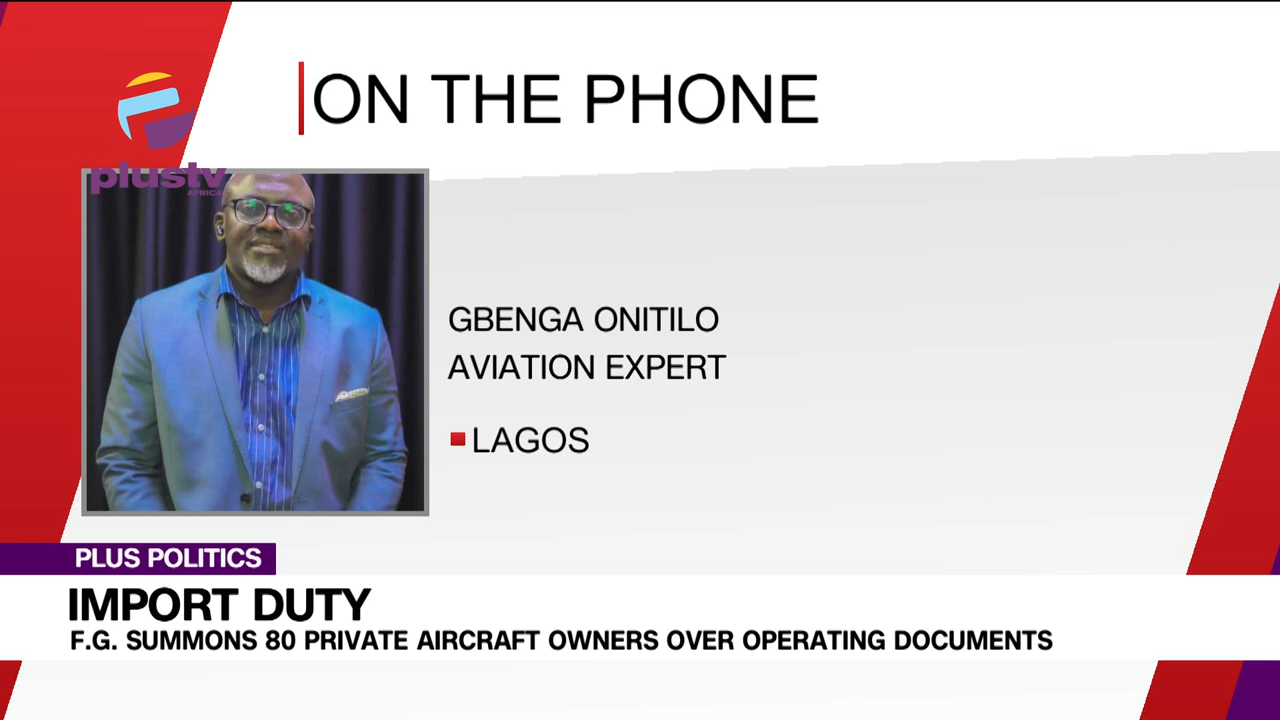 ON THE PHONE
plustv
AFRICA
GBENGA ONITILO
AVIATION EXPERT
LAGOS
PLUS POLITICS
IMPORT DUTY
F.G. SUMMONS 80 PRIVATE AIRCRAFT OWNERS OVER OPERATING DOCUMENTS